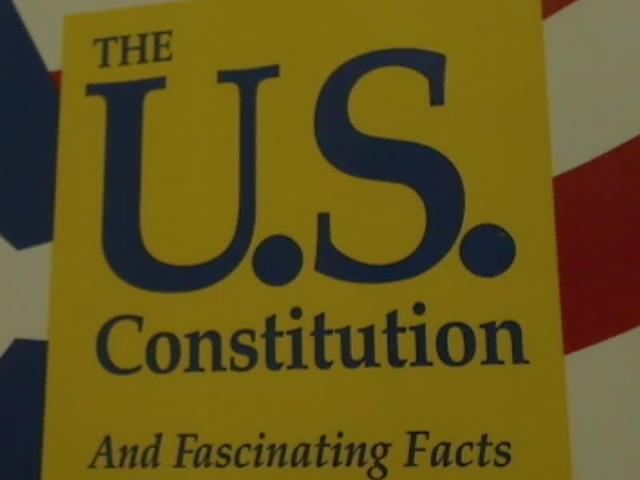 THE
U.S.
Constitution
And Fascinating Facts